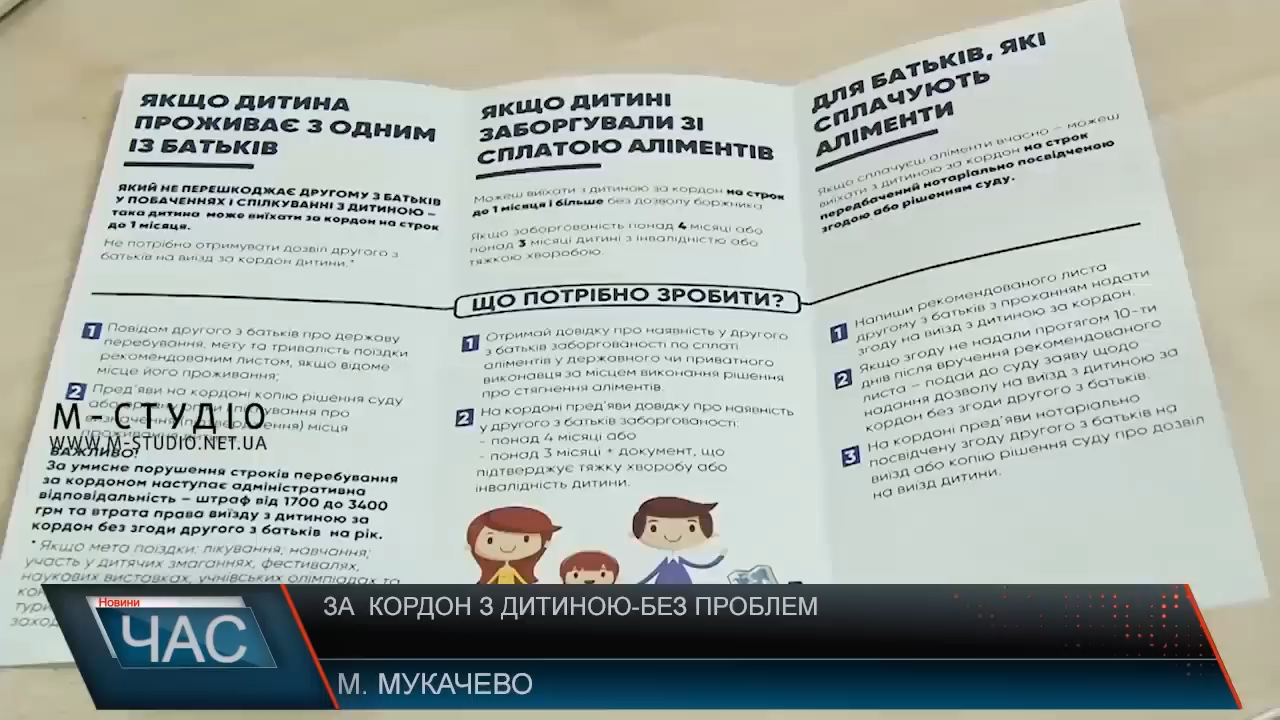 ЯКЩО ДИТИНА
ПРОЖИВАЄ З ОДНИМ
ІЗ БАТЬКІВ
ЯКИЙ НЕ ПЕРЕШКОДЖАЄ ДРУГОМУ З БАТЬКІВ
У ПОБАЧЕННЯХ І СПІЛКУВАННІ З ДИТИНОЮ –
така дитина може виїхати за кордон на строк
до 1 місяця.
Не потрібно отримувати дозвіл другого з
батьків на виїзд за кордон дитини.*
ЯКЩО ДИТИНІ
ЗАБОРГУВАЛИ ЗІ
СПЛАТОЮ АЛІМЕНТІВ
Можеш виїхати з дитиною за кордон на строк
до 1 місяця і більше без дозволу боржника
Якщо заборгованість понад 4 місяці або
понад 3 місяці дитині з інвалідністю або
тяжкою хворобою.
ДЛЯ БАТЬКІВ, ЯКІ
СПЛАЧУЮТЬ
АЛІМЕНТИ
Якщо сплачуєш аліменти вчасно – можеш
виїхати з дитиною за кордон на строк
передбачений нотаріально посвідченою
згодою або рішенням суду.
ЩО ПОТРІБНО ЗРОБИТИ?
1 Повідом другого з батьків про державу
перебування, мету та тривалість поїздки
рекомендованим листом, якщо відоме
місце його проживання;
2 Пред'яви на кордоні копію рішення суду
місця
М-СТУДІО
WWW.M-STUDIO.NET.UA
ВАЖЛИВО!
За умисне порушення строків перебування
за кордоном наступає адміністративна
відповідальність – штраф від 1700 до 3400
грн та втрата права виїзду з дитиною за
кордон без згоди другого з батьків на рік.
* Якщо мета поїздки: лікування, навчання,
участь у дитячих змаганнях, фестивалях,
наукових виставках, учнівських олімпіадах та
1 Отримай довідку про наявність у другого
з батьків заборгованості по сплаті
аліментів у державного чи приватного
виконавця за місцем виконання рішення
про стягнення аліментів.
2 На кордоні пред'яви довідку про наявність
у другого з батьків заборгованості:
- понад 4 місяці або
- понад 3 місяці + документ, що
підтверджує тяжку хворобу або
інвалідність дитини.
1 Напиши рекомендованого листа
другому з батьків з проханням надати
згоду на виїзд з дитиною за кордон.
2 Якщо згоду не надали протягом 10-ти
днів після вручення рекомендованого
листа – подай до суду заяву щодо
надання дозволу на виїзд з дитиною за
кордон без згоди другого з батьків.
3 На кордоні пред'яви нотаріально
посвідчену згоду другого з батьків на
виїзд або копію рішення суду про дозвіл
на виїзд дитини.
Новини
ЧАС
ЗА КОРДОН З ДИТИНОЮ-БЕЗ ПРОБЛЕМ
М. МУКАЧЕВО